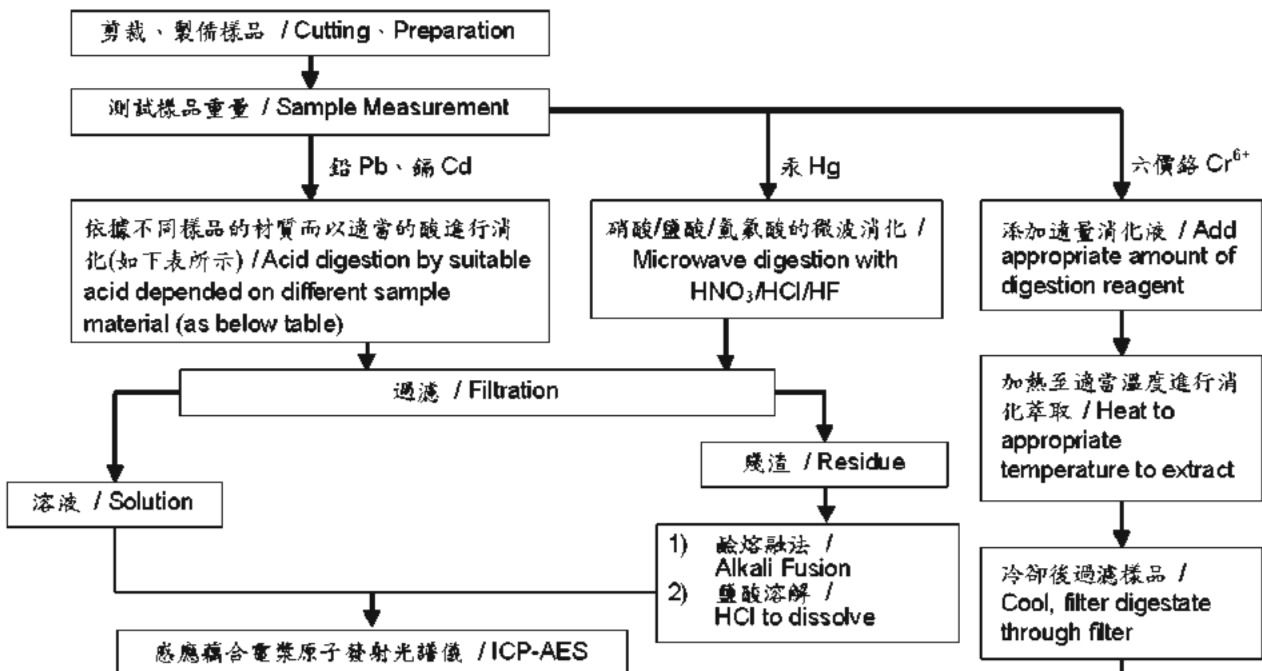 剪裁、製備樣品 / Cutting、Preparation
測試樣品重量 / Sample Measurement
鉛 Pb、鎘 Cd
汞 Hg
六價鉻 Cr⁶⁺
依據不同樣品的材質而以適當的酸進行消
化(如下表所示) / Acid digestion by suitable
acid depended on different sample
material (as below table)
硝酸/鹽酸/氫氟酸的微波消化 /
Microwave digestion with
HNO₃/HCl/HF
添加適量消化液 / Add
appropriate amount of
digestion reagent
過濾 / Filtration
加熱至適當溫度進行消
化萃取 / Heat to
appropriate
temperature to extract
溶液 / Solution
殘渣 / Residue
1) 鹼熔融法 /
Alkali Fusion
2) 鹽酸溶解 /
HCl to dissolve
冷卻後過濾樣品 /
Cool, filter digestate
through filter
感應耦合電漿原子發射光譜儀 / ICP-AES